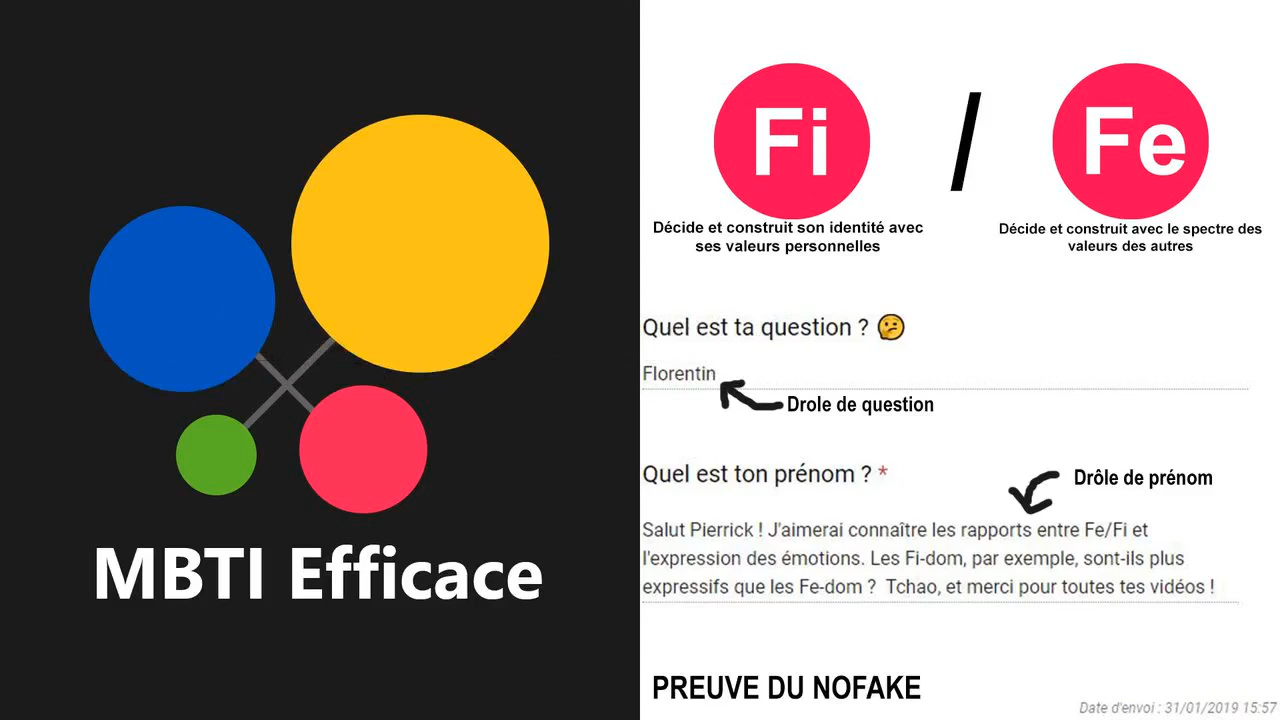 MBTI Efficace
Fi / Fe
Décide et construit son identité avec
ses valeurs personnelles
Décide et construit avec le spectre des
valeurs des autres
Quel est ta question ? 🤔
Florentin
Drole de question
Quel est ton prénom ? *
Drôle de prénom
Salut Pierrick ! J'aimerai connaître les rapports entre Fe/Fi et
l'expression des émotions. Les Fi-dom, par exemple, sont-ils plus
expressifs que les Fe-dom ? Tchao, et merci pour toutes tes vidéos !
PREUVE DU NOFAKE
Date d'envoi : 31/01/2019 15:57